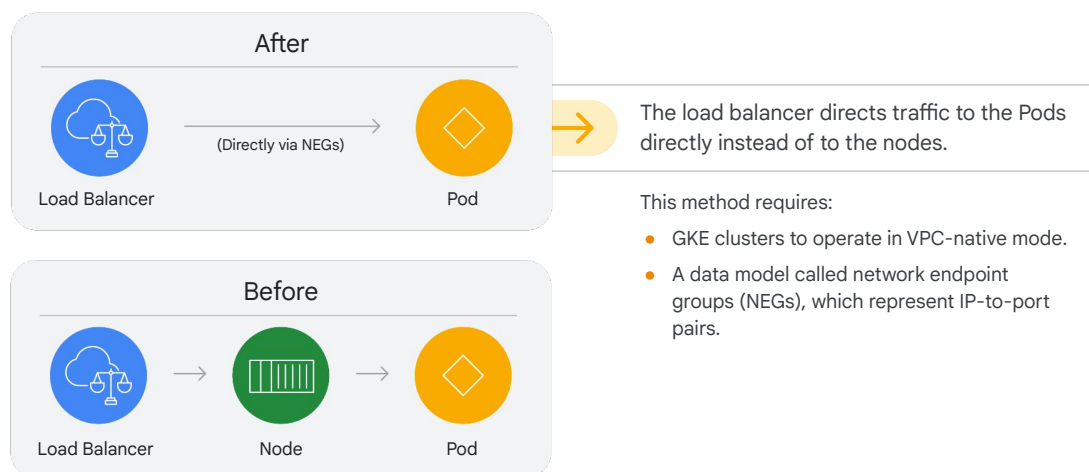 After
(Directly via NEGs)
Load Balancer
Pod
The load balancer directs traffic to the Pods
directly instead of to the nodes.
This method requires:
● GKE clusters to operate in VPC-native mode.
● A data model called network endpoint
groups (NEGs), which represent IP-to-port
pairs.
Before
Load Balancer
Node
Pod